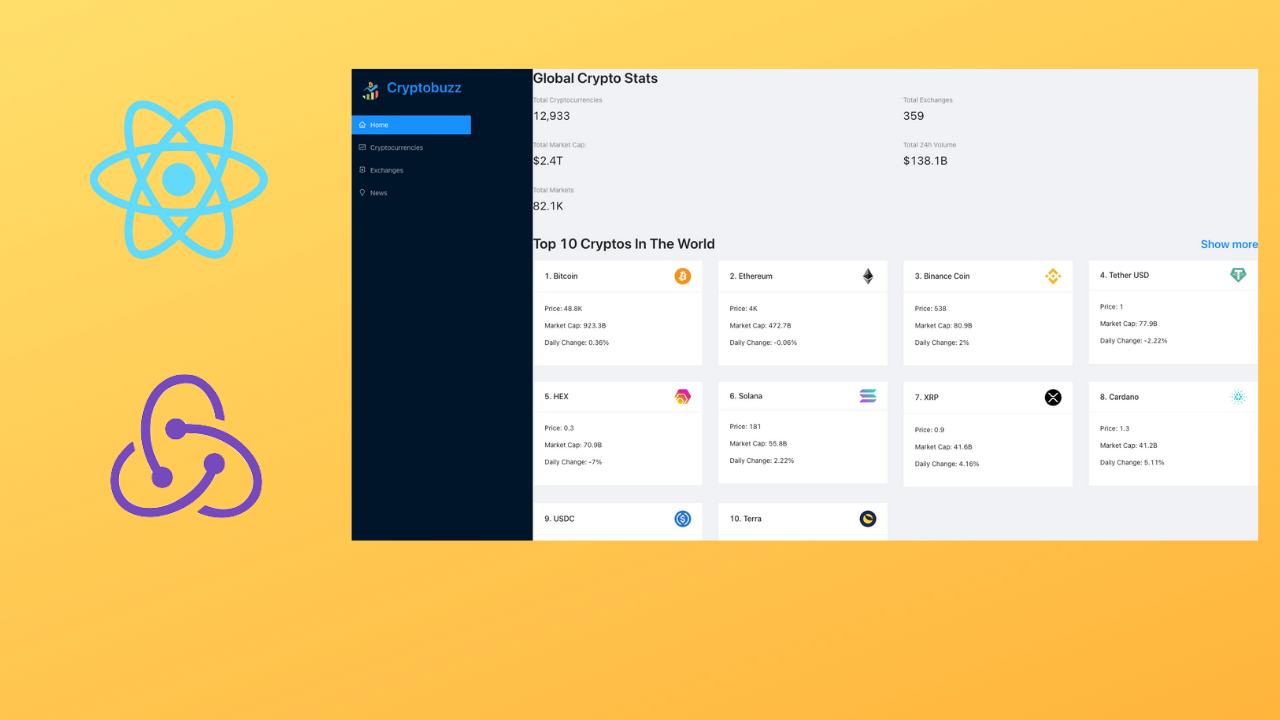 Cryptobuzz
Home
Cryptocurrencies
Exchanges
News
Global Crypto Stats
Total Cryptocurrencies
12,933
Total Exchanges
359
Total Market Cap:
$2.4T
Total 24h Volume
$138.1B
Total Markets
82.1K
Top 10 Cryptos In The World
Show more
1. Bitcoin
Price: 48.8K
Market Cap: 923.3B
Daily Change: 0.36%
2. Ethereum
Price: 4K
Market Cap: 472.7B
Daily Change: -0.06%
3. Binance Coin
Price: 538
Market Cap: 80.9B
Daily Change: 2%
4. Tether USD
Price: 1
Market Cap: 77.9B
Daily Change: -2.22%
5. HEX
Price: 0.3
Market Cap: 70.9B
Daily Change: -7%
6. Solana
Price: 181
Market Cap: 55.8B
Daily Change: 2.22%
7. XRP
Price: 0.9
Market Cap: 41.6B
Daily Change: 4.16%
8. Cardano
Price: 1.3
Market Cap: 41.2B
Daily Change: 5.11%
9. USDC
10. Terra